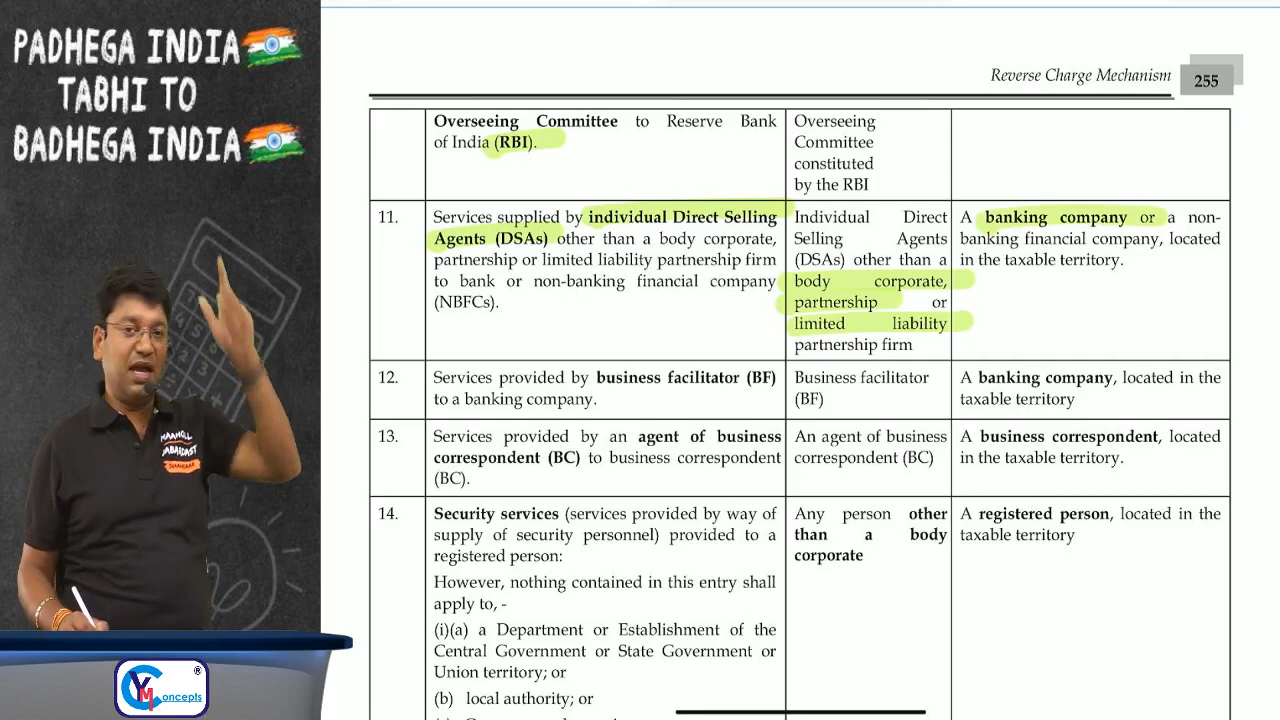 PADHEGA INDIA
TABHI TO
BADHEGA INDIA
Reverse Charge Mechanism
255
Overseeing Committee to Reserve Bank
of India (RBI).
Overseeing
Committee
constituted
by the RBI
11.
Services supplied by individual Direct Selling
Agents (DSAs) other than a body corporate,
partnership or limited liability partnership firm
to bank or non-banking financial company
(NBFCs).
Individual Direct
Selling Agents
(DSAs) other than a
body corporate,
partnership or
limited liability
partnership firm
A banking company or a non-
banking financial company, located
in the taxable territory.
12.
Services provided by business facilitator (BF)
to a banking company.
Business facilitator
(BF)
A banking company, located in the
taxable territory
13.
Services provided by an agent of business
correspondent (BC) to business correspondent
(BC).
An agent of business
correspondent (BC)
A business correspondent, located
in the taxable territory.
14.
Security services (services provided by way of
supply of security personnel) provided to a
registered person:
However, nothing contained in this entry shall
apply to, -
(i)(a) a Department or Establishment of the
Central Government or State Government or
Union territory; or
(b) local authority; or
Any person other
than a body
corporate
A registered person, located in the
taxable territory
YM Concepts
®